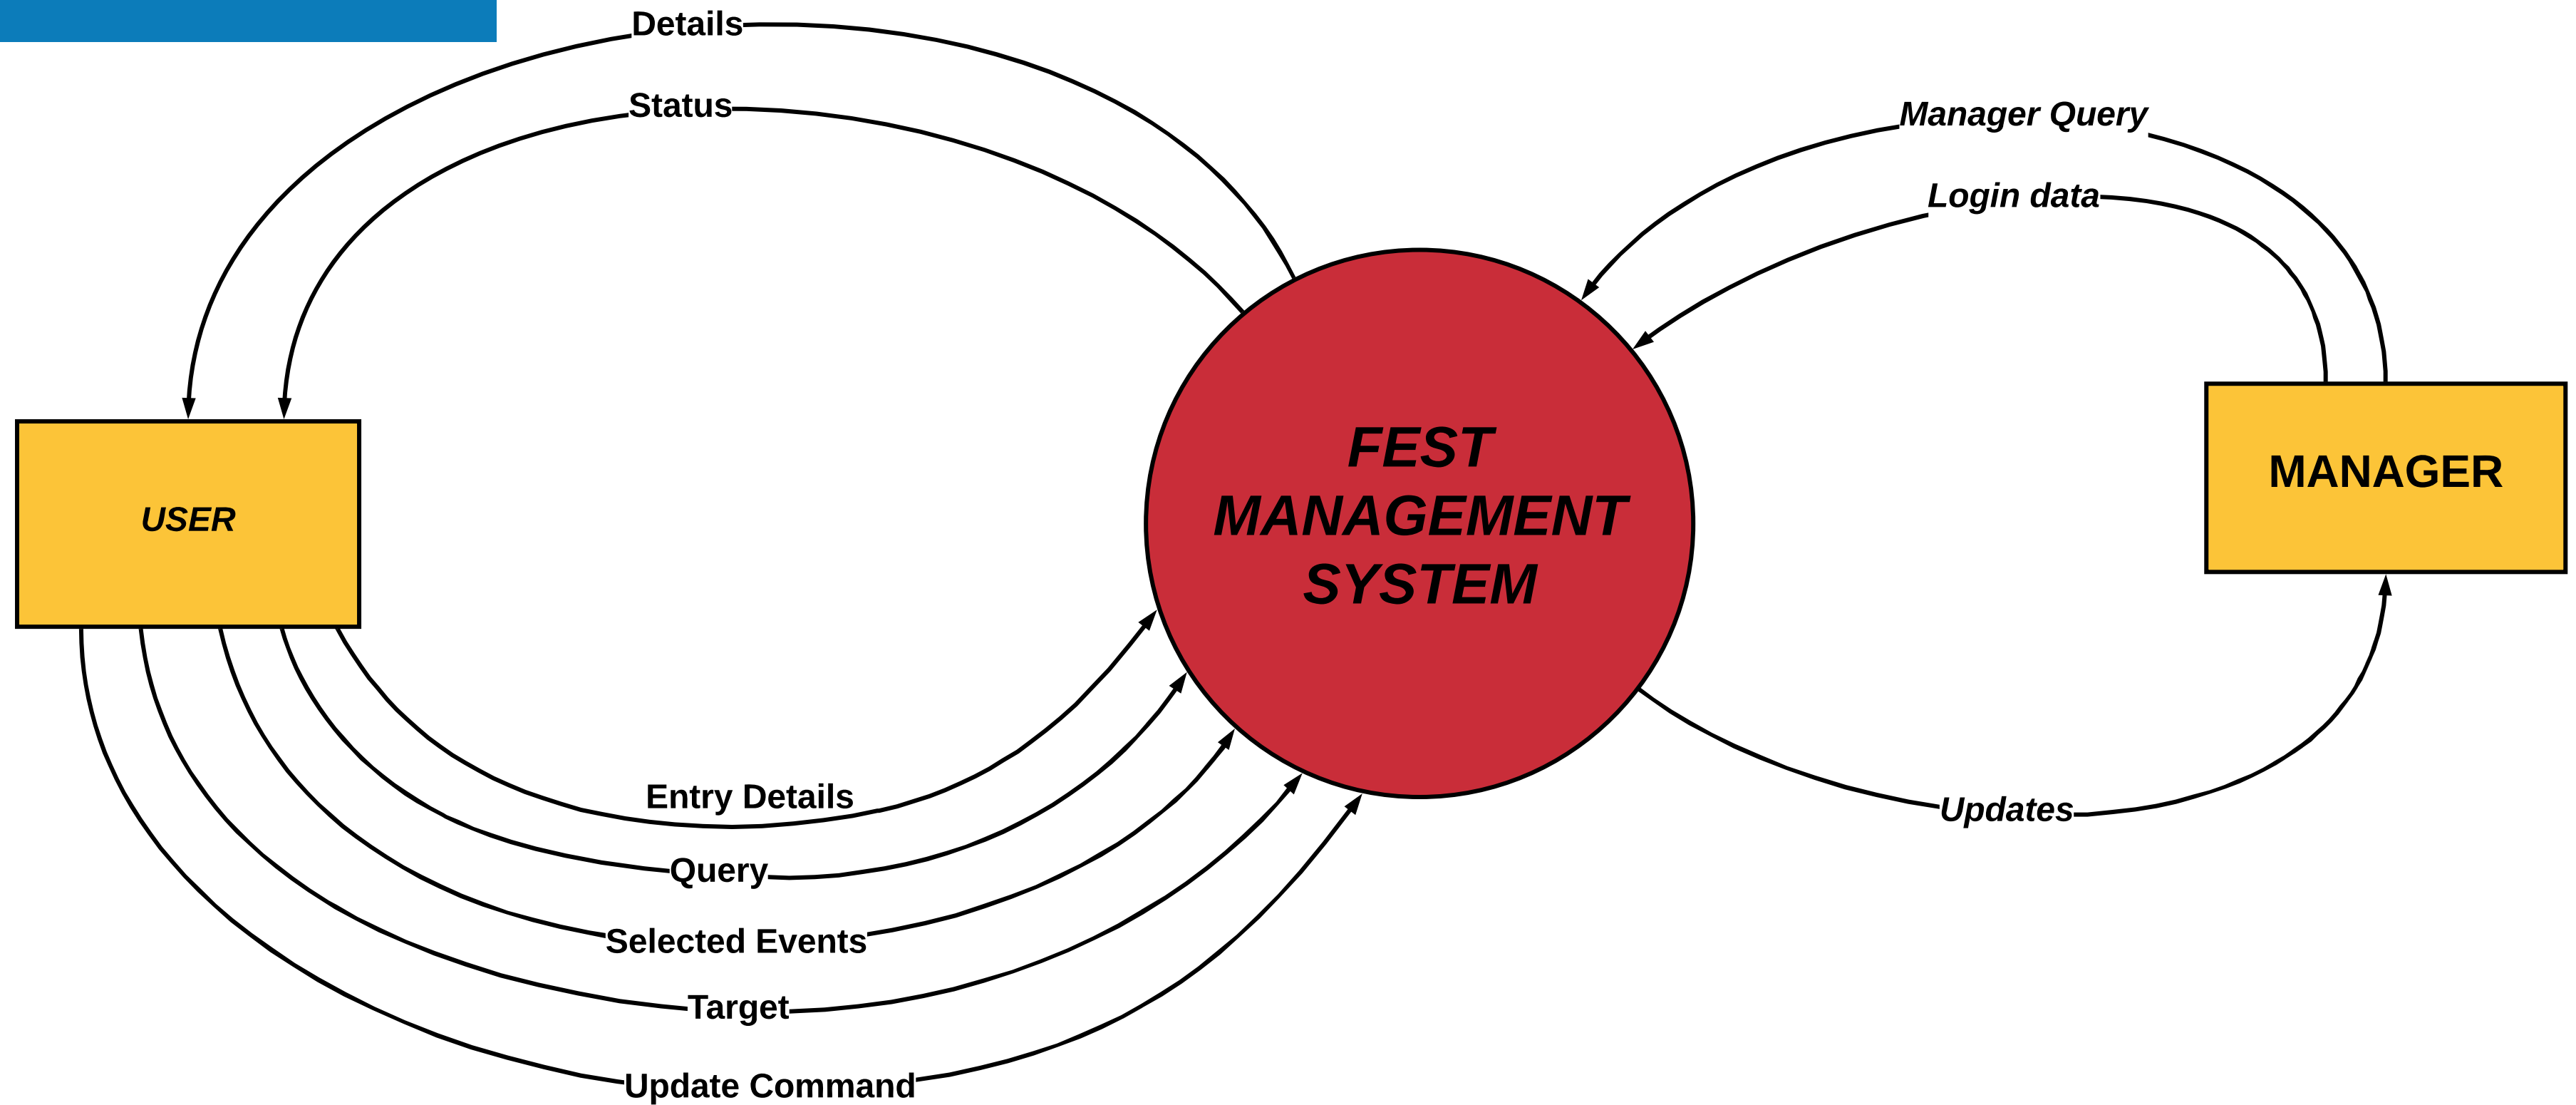 Details
Status
Manager Query
Login data
FEST
MANAGEMENT
SYSTEM
MANAGER
USER
Entry Details
Updates
Query
Selected Events
Target
Update Command